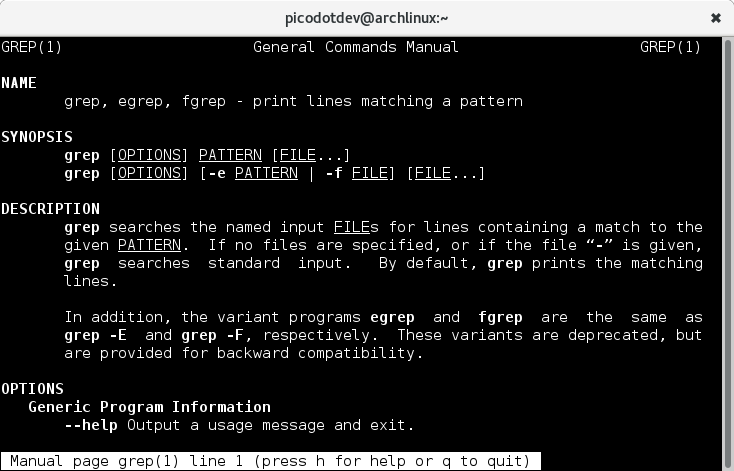 picodotdev@archlinux:~
GREP(1) General Commands Manual GREP(1)
NAME
grep, egrep, fgrep - print lines matching a pattern
SYNOPSIS
grep [OPTIONS] PATTERN [FILE...]
grep [OPTIONS] [-e PATTERN | -f FILE] [FILE...]
DESCRIPTION
grep searches the named input FILEs for lines containing a match to the
given PATTERN. If no files are specified, or if the file “-” is given,
grep searches standard input. By default, grep prints the matching
lines.
In addition, the variant programs egrep and fgrep are the same as
grep -E and grep -F, respectively. These variants are deprecated, but
are provided for backward compatibility.
OPTIONS
Generic Program Information
--help Output a usage message and exit.
Manual page grep(1) line 1 (press h for help or q to quit)